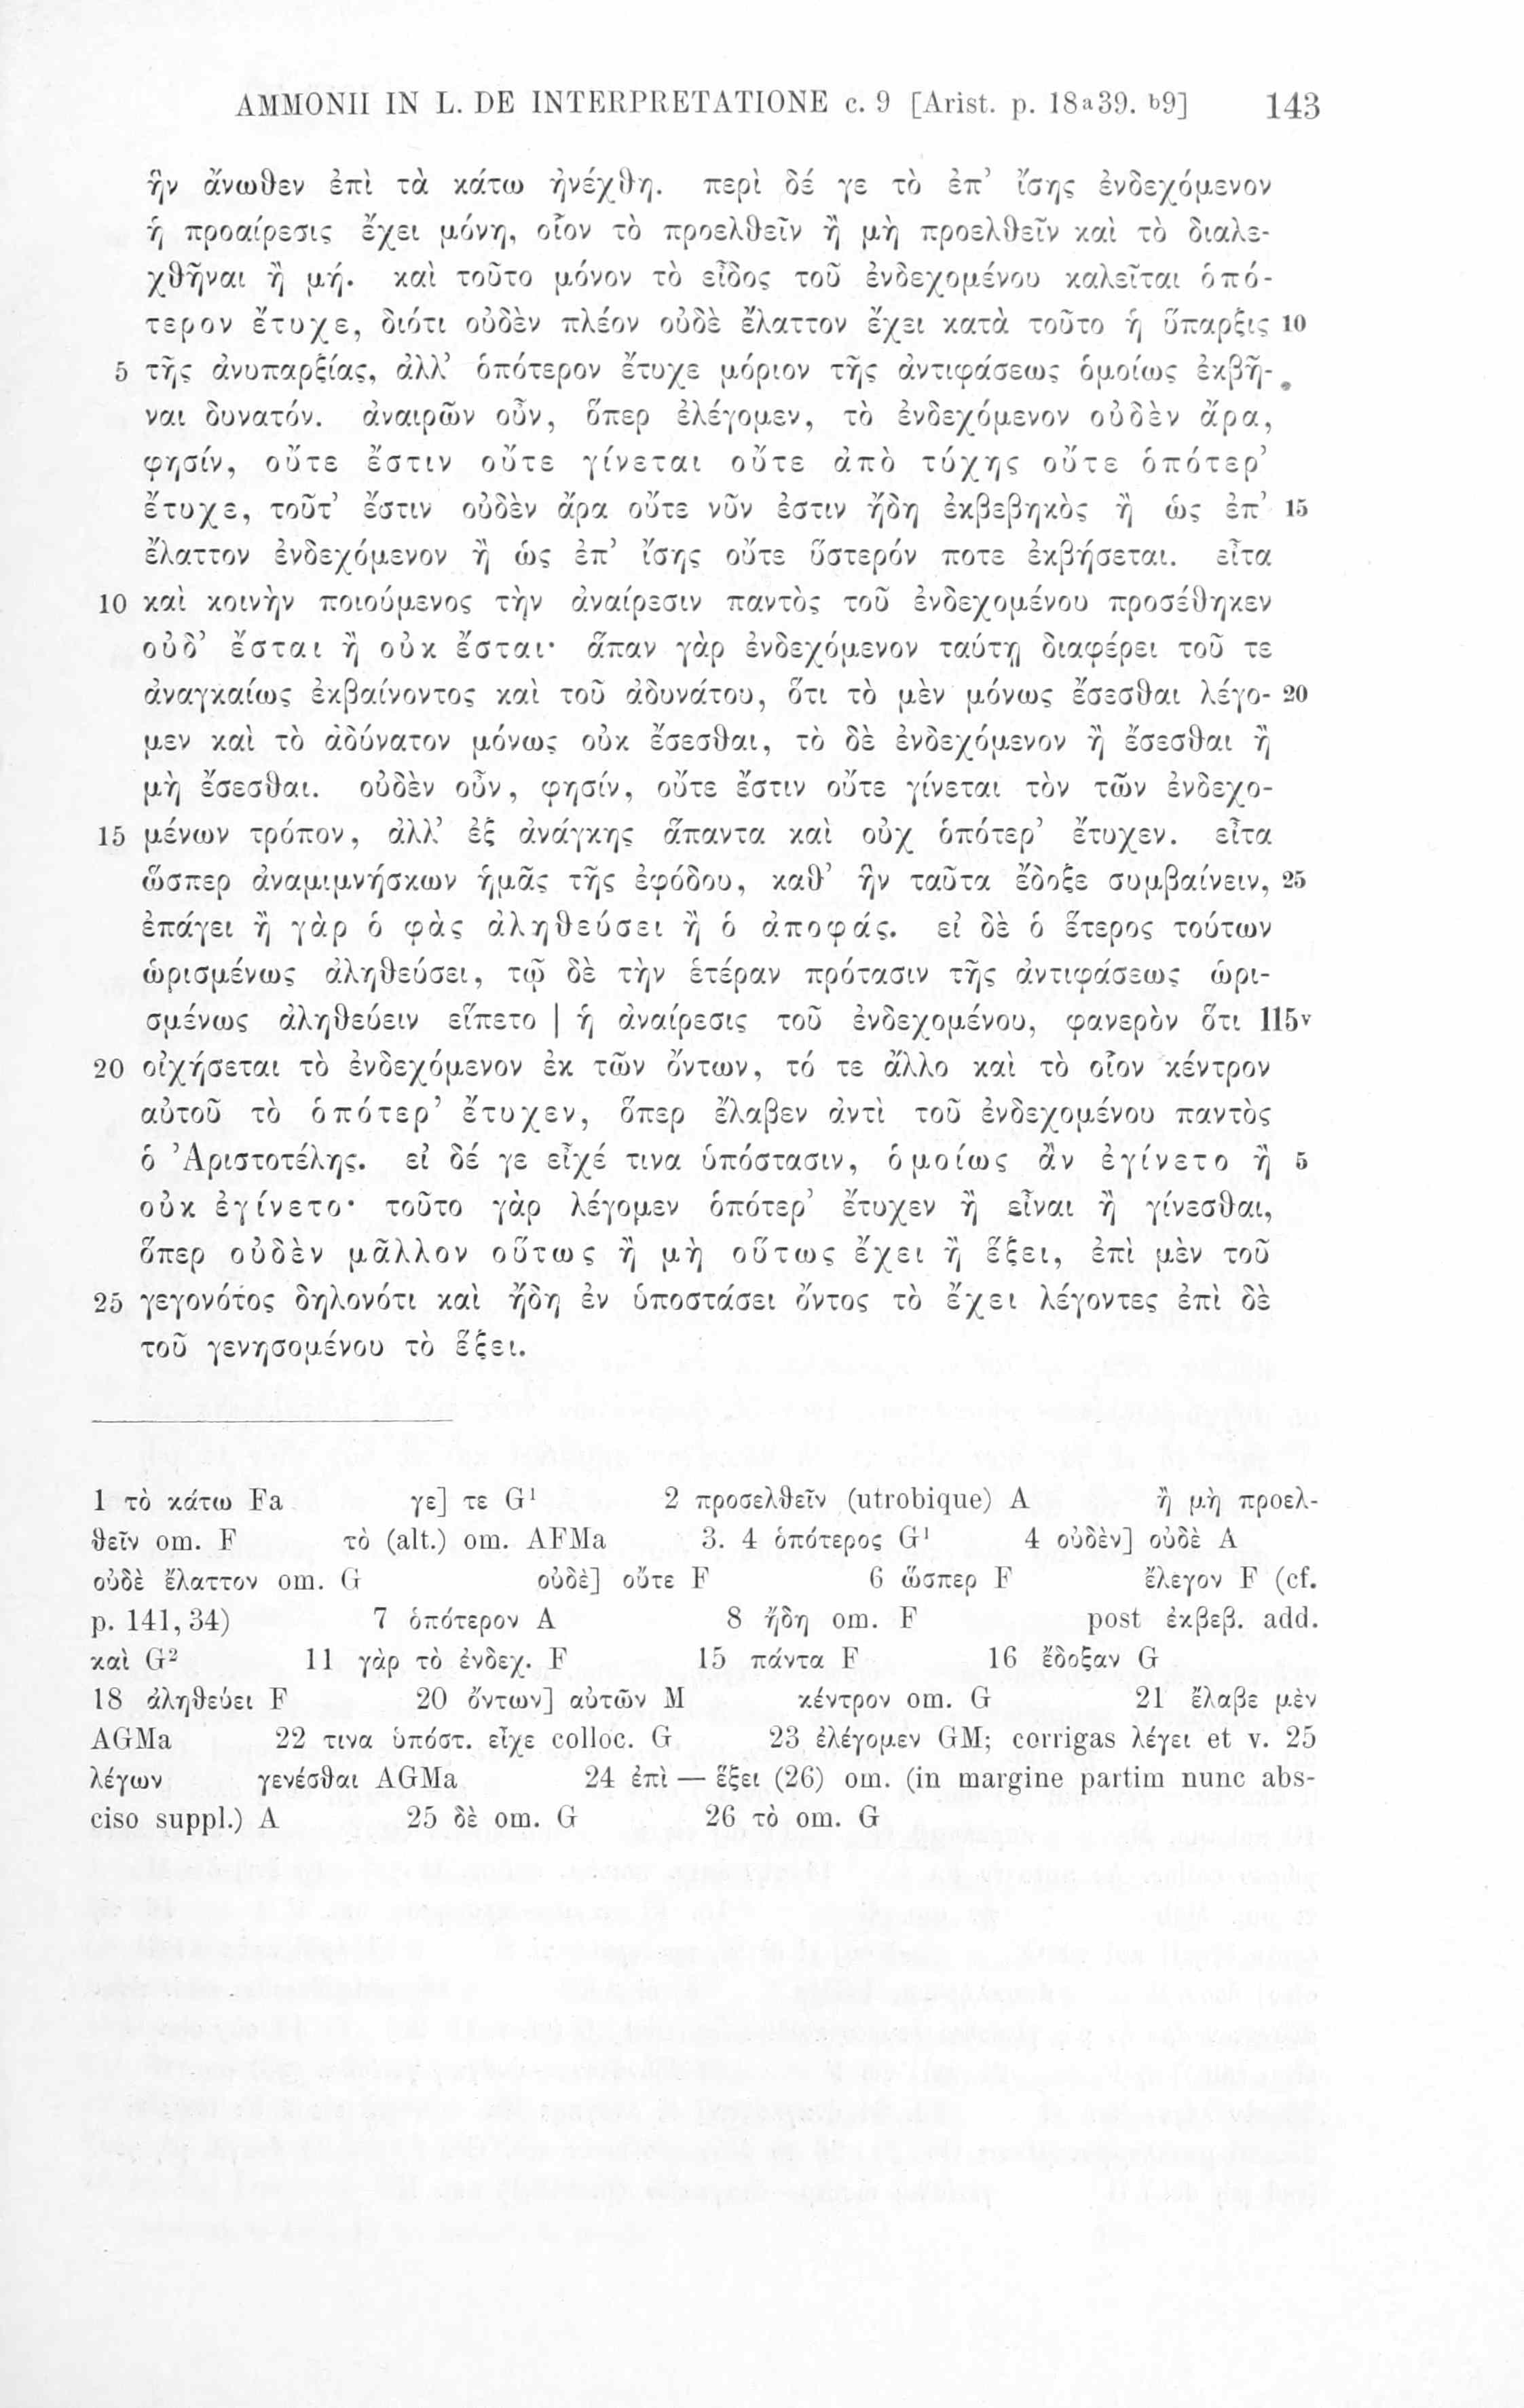 AMMONII IN L. DE INTERPRETATIONE c. 9 [Arist. p. 18a39. b9] 143
ἣν ἄνωθεν ἐπὶ τὰ κάτω ἠνέχθη. περὶ δέ γε τὸ ἐπ’ ἴσης ἐνδεχόμενον
ἡ προαίρεσις ἔχει μόνη, οἷον τὸ προελθεῖν ἢ μὴ προελθεῖν καὶ τὸ διαλε-
χθῆναι ἢ μή. καὶ τοῦτο μόνον τὸ εἶδος τοῦ ἐνδεχομένου καλεῖται ὁπό-
τερον ἔτυχε, διότι οὐδὲν πλέον οὐδὲ ἔλαττον ἔχει κατὰ τοῦτο ἡ ὕπαρξις 10
5 τῆς ἀνυπαρξίας, ἀλλ’ ὁπότερον ἔτυχε μόριον τῆς ἀντιφάσεως ὁμοίως ἐκβῆ-
ναι δυνατόν. ἀναιρῶν οὖν, ὅπερ ἐλέγομεν, τὸ ἐνδεχόμενον οὐδὲν ἄρα,
φησίν, οὔτε ἔστιν οὔτε γίνεται οὔτε ἀπὸ τύχης οὔτε ὁπότερ’
ἔτυχε, τοῦτ’ ἔστιν οὐδὲν ἄρα οὔτε νῦν ἐστιν ἤδη ἐκβεβηκὸς ἢ ὡς ἐπ’ 15
ἔλαττον ἐνδεχόμενον ἢ ὡς ἐπ’ ἴσης οὔτε ὕστερόν ποτε ἐκβήσεται. εἶτα
10 καὶ κοινὴν ποιούμενος τὴν ἀναίρεσιν παντὸς τοῦ ἐνδεχομένου προσέθηκεν
οὐδ’ ἔσται ἢ οὐκ ἔσται· ἅπαν γὰρ ἐνδεχόμενον ταύτῃ διαφέρει τοῦ τε
ἀναγκαίως ἐκβαίνοντος καὶ τοῦ ἀδυνάτου, ὅτι τὸ μὲν μόνως ἔσεσθαι λέγο- 20
μεν καὶ τὸ ἀδύνατον μόνως οὐκ ἔσεσθαι, τὸ δὲ ἐνδεχόμενον ἢ ἔσεσθαι ἢ
μὴ ἔσεσθαι. οὐδὲν οὖν, φησίν, οὔτε ἔστιν οὔτε γίνεται τὸν τῶν ἐνδεχο-
15 μένων τρόπον, ἀλλ’ ἐξ ἀνάγκης ἅπαντα καὶ οὐχ ὁπότερ’ ἔτυχεν. εἶτα
ὥσπερ ἀναμιμνήσκων ἡμᾶς τῆς ἐφόδου, καθ’ ἣν ταῦτα ἔδοξε συμβαίνειν, 25
ἐπάγει ἢ γὰρ ὁ φὰς ἀληθεύσει ἢ ὁ ἀποφάς. εἰ δὲ ὁ ἕτερος τούτων
ὡρισμένως ἀληθεύσει, τῷ δὲ τὴν ἑτέραν πρότασιν τῆς ἀντιφάσεως ὡρι-
σμένως ἀληθεύειν εἵπετο | ἡ ἀναίρεσις τοῦ ἐνδεχομένου, φανερὸν ὅτι 115v
20 οἰχήσεται τὸ ἐνδεχόμενον ἐκ τῶν ὄντων, τό τε ἄλλο καὶ τὸ οἷον κέντρον
αὐτοῦ τὸ ὁπότερ’ ἔτυχεν, ὅπερ ἔλαβεν ἀντὶ τοῦ ἐνδεχομένου παντὸς
ὁ Ἀριστοτέλης. εἰ δέ γε εἶχέ τινα ὑπόστασιν, ὁμοίως ἂν ἐγίνετο ἢ 5
οὐκ ἐγίνετο· τοῦτο γὰρ λέγομεν ὁπότερ’ ἔτυχεν ἢ εἶναι ἢ γίνεσθαι,
ὅπερ οὐδὲν μᾶλλον οὕτως ἢ μὴ οὕτως ἔχει ἢ ἕξει, ἐπὶ μὲν τοῦ
25 γεγονότος δηλονότι καὶ ἤδη ἐν ὑποστάσει ὄντος τὸ ἔχει λέγοντες ἐπὶ δὲ
τοῦ γενησομένου τὸ ἕξει.
1 τὸ κάτω Fa γε] τε G¹ 2 προσελθεῖν (utrobique) A ἢ μὴ προελ-
θεῖν om. F τὸ (alt.) om. AFMa 3. 4 ὁπότερος G¹ 4 οὐδὲν] οὐδὲ A
οὐδὲ ἔλαττον om. G οὐδὲ] οὔτε F 6 ὥσπερ F ἔλεγον F (cf.
p. 141,34) 7 ὁπότερον A 8 ἤδη om. F post ἐκβεβ. add.
καὶ G² 11 γὰρ τὸ ἐνδεχ. F 15 πάντα F 16 ἔδοξαν G
18 ἀληθεύει F 20 ὄντων] αὐτῶν M κέντρον om. G 21 ἔλαβε μὲν
AGMa 22 τινα ὑπόστ. εἶχε colloc. G 23 ἐλέγομεν GM; corrigas λέγει et v. 25
λέγων γενέσθαι AGMa 24 ἐπὶ — ἕξει (26) om. (in margine partim nunc abs-
ciso suppl.) A 25 δὲ om. G 26 τὸ om. G